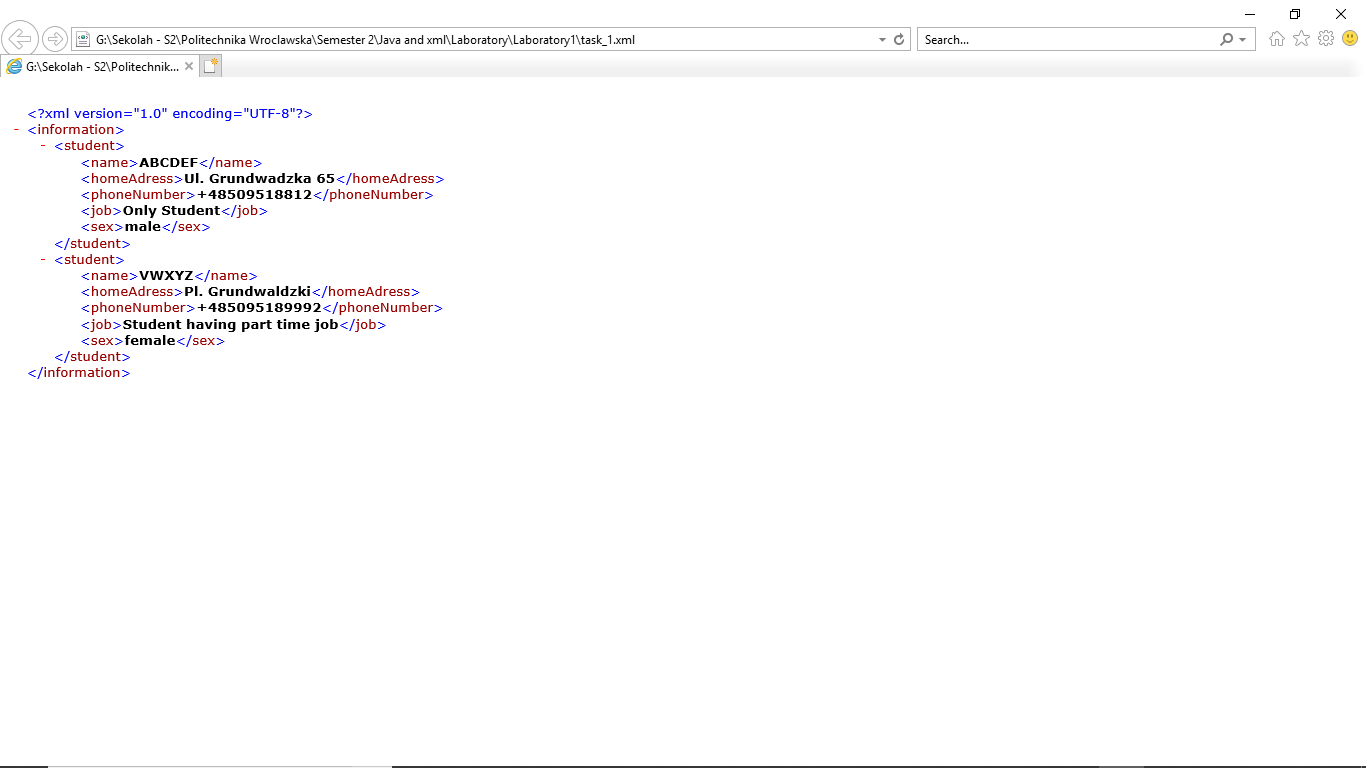 G:\Sekolah - S2\Politechnika Wroclawska\Semester 2\Java and xml\Laboratory\Laboratory1\task_1.xml
Search...
G:\Sekolah - S2\Politechnik...
<?xml version="1.0" encoding="UTF-8"?>
- <information>
- <student>
<name>ABCDEF</name>
<homeAdress>Ul. Grundwadzka 65</homeAdress>
<phoneNumber>+48509518812</phoneNumber>
<job>Only Student</job>
<sex>male</sex>
</student>
- <student>
<name>VWXYZ</name>
<homeAdress>Pl. Grundwaldzki</homeAdress>
<phoneNumber>+485095189992</phoneNumber>
<job>Student having part time job</job>
<sex>female</sex>
</student>
</information>